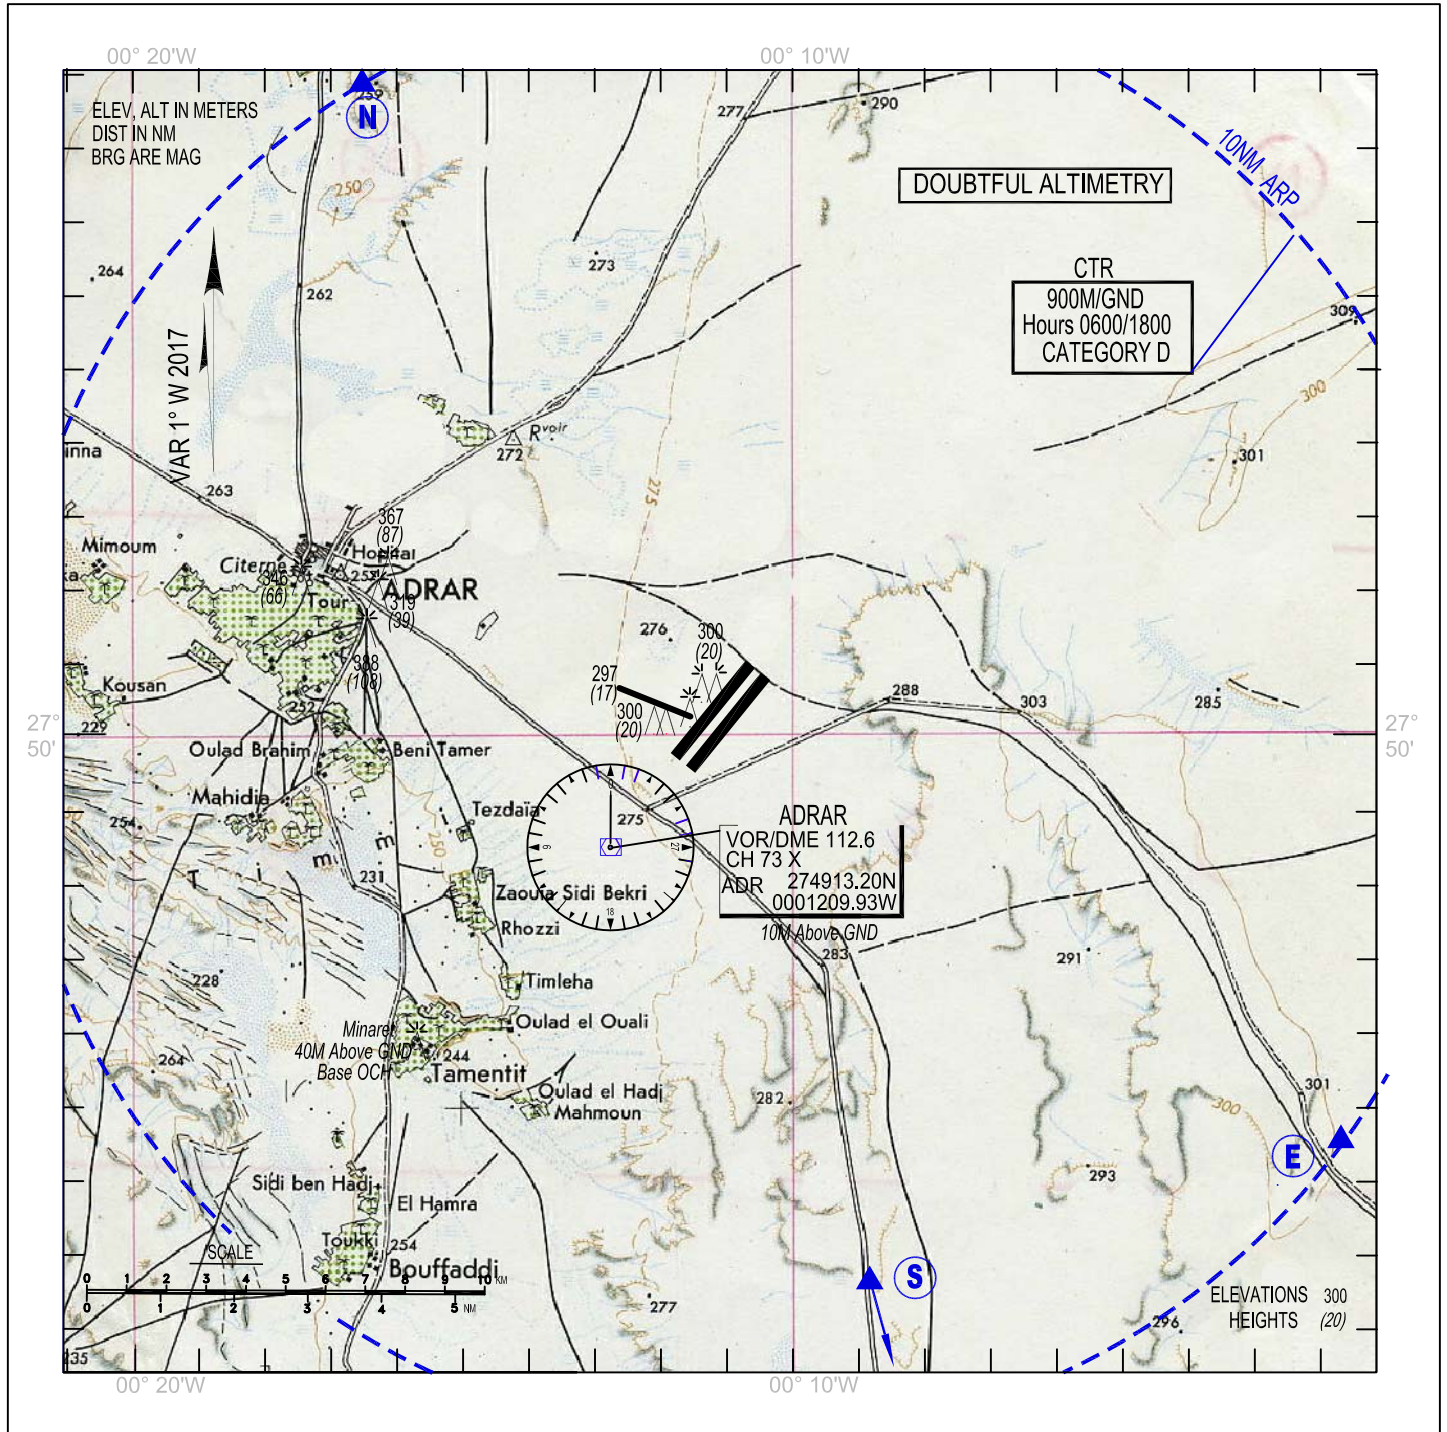 00° 20'W
00° 10'W
ELEV, ALT IN METERS
DIST IN NM
BRG ARE MAG
259
N
277
290
10NM ARP
DOUBTFUL ALTIMETRY
250
264
273
262
CTR
900M/GND
Hours 0600/1800
CATEGORY D
309
VAR 1° W 2017
300
inna
272
R voir
301
263
275
367
(87)
Mimoum
Citerne
ka
346
(66)
ADRAR
Tour
319
(39)
276
300
(20)
388
(108)
297
(17)
Kousan
288
303
285
229
252
300
(20)
27°
50'
27°
50'
Oulad Brahim
Beni Tamer
Mahidia
254
Tezdaïa
275
ADRAR
VOR/DME 112.6
CH 73 X
ADR 274913.20N
0001209.93W
10M Above GND
T i m m i
250
231
9
27
18
Zaouia Sidi Bekri
Rhozzi
283
291
228
Timleha
Minaret
40M Above GND
Base OCH
Oulad el Ouali
264
244
Tamentit
Oulad el Hadj
Mahmoun
282
301
300
E
293
Sidi ben Hadj
El Hamra
Toukki
254
SCALE
Bouffaddi
0 1 2 3 4 5 6 7 8 9 10 KM
0 1 2 3 4 5 NM
S
277
296
ELEVATIONS 300
HEIGHTS (20)
235
00° 20'W
00° 10'W